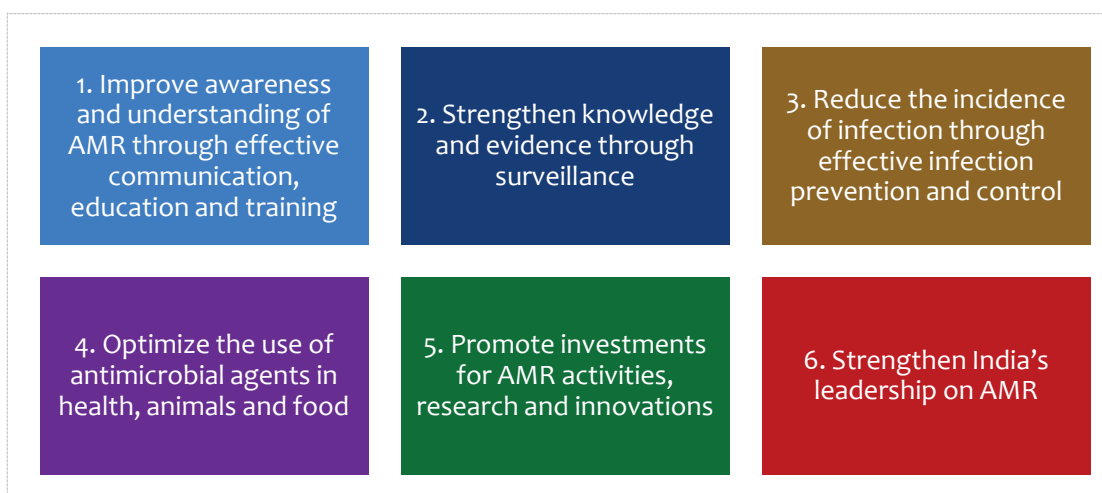 1. Improve awareness
and understanding of
AMR through effective
communication,
education and training
2. Strengthen knowledge
and evidence through
surveillance
3. Reduce the incidence
of infection through
effective infection
prevention and control
4. Optimize the use of
antimicrobial agents in
health, animals and food
5. Promote investments
for AMR activities,
research and innovations
6. Strengthen India’s
leadership on AMR